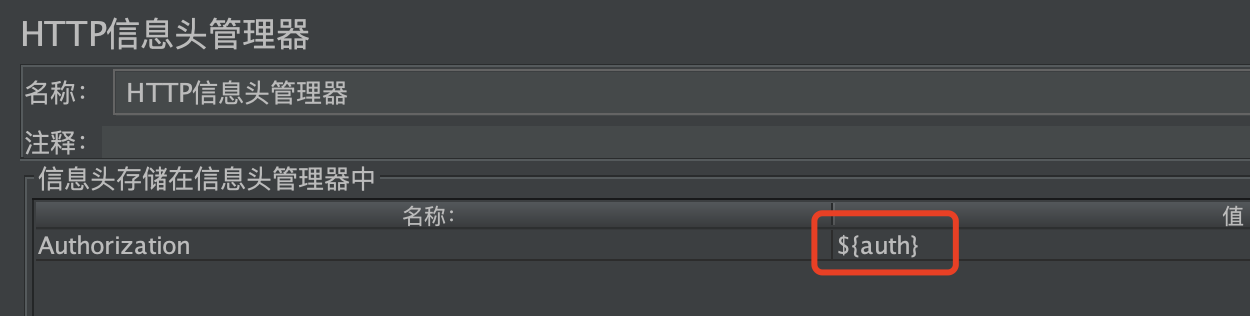 HTTP信息头管理器
名称： HTTP信息头管理器
注释：
信息头存储在信息头管理器中
名称： 值
Authorization ${auth}